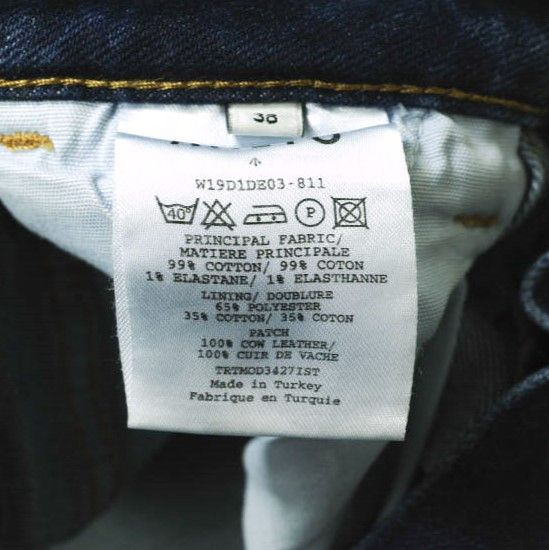 38
W19D1DE03-811
40°
P
PRINCIPAL FABRIC/
MATIERE PRINCIPALE
99% COTTON/ 99% COTON
1% ELASTANE/ 1% ELASTHANNE
LINING/ DOUBLURE
65% POLYESTER
35% COTTON/ 35% COTON
PATCH
100% COW LEATHER/
100% CUIR DE VACHE
TRTMOD3427IST
Made in Turkey
Fabrique en Turquie